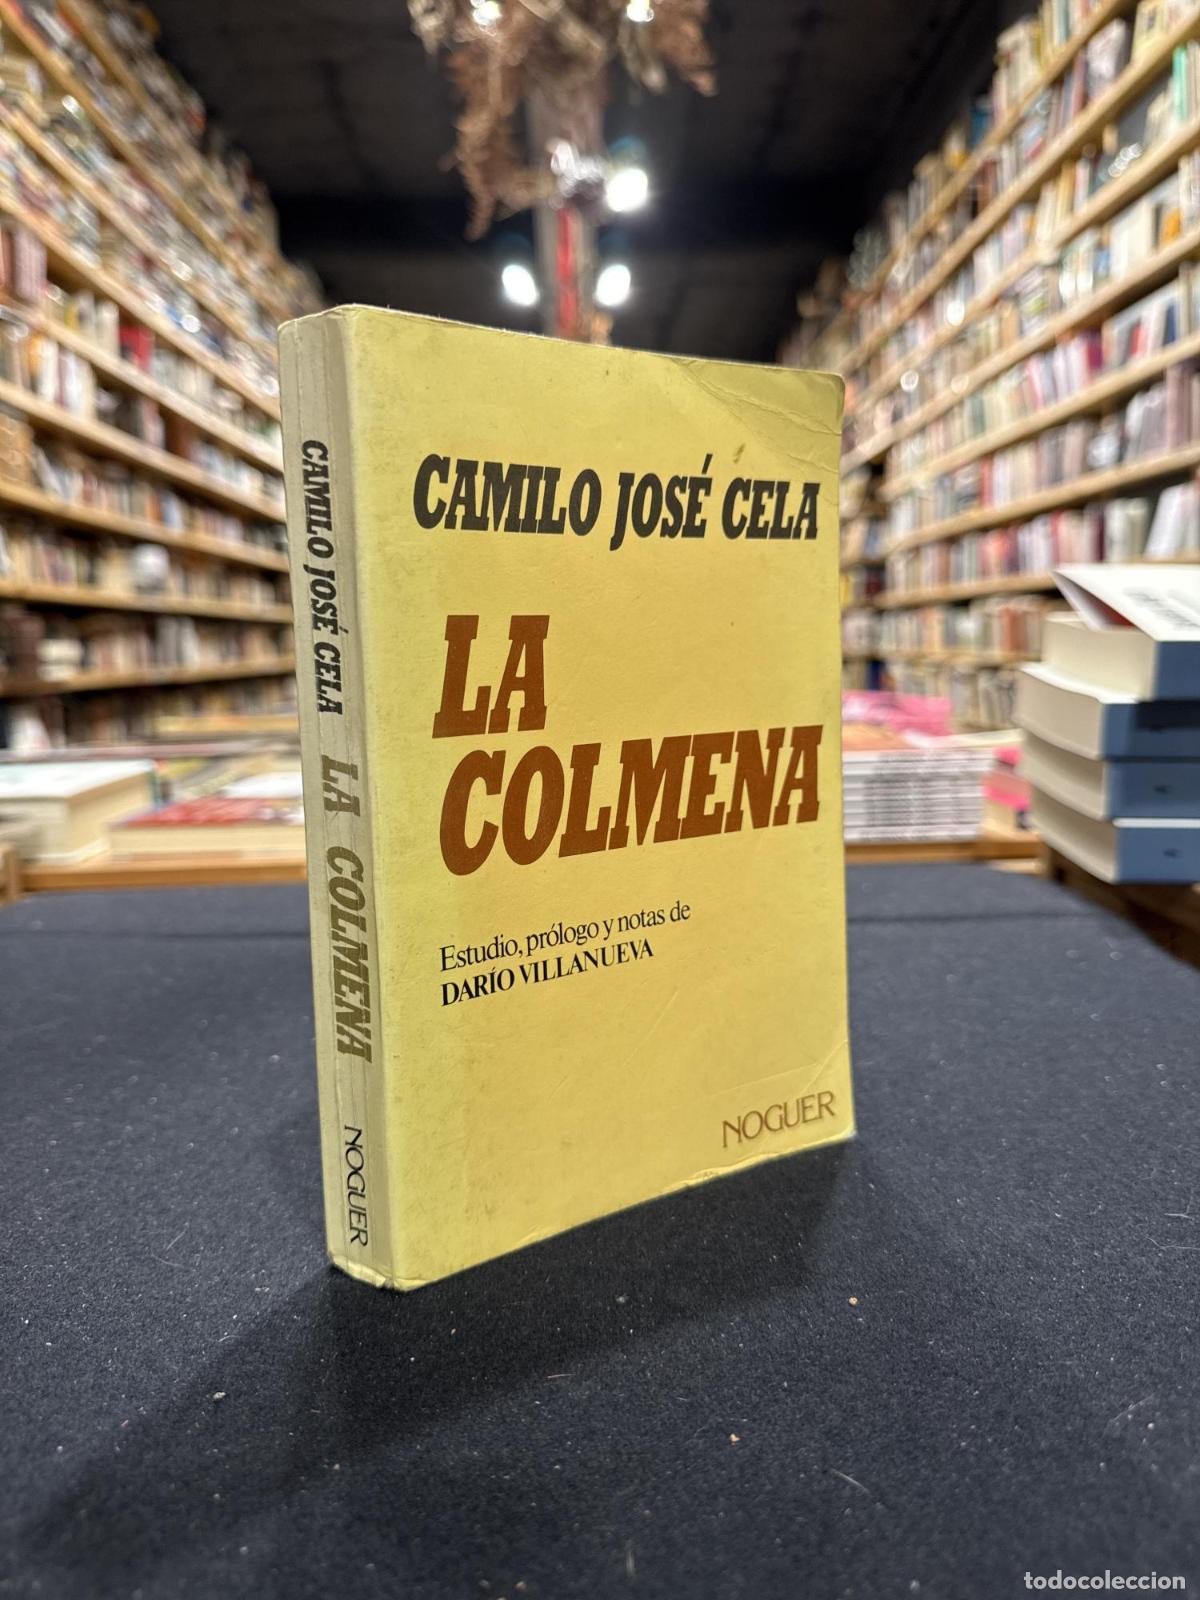 CAMILO JOSÉ CELA
LA
COLMENA
Estudio, prólogo y notas de
DARÍO VILLANUEVA
NOGUER
CAMILO JOSÉ CELA LA COLMENA NOGUER
todocoleccion